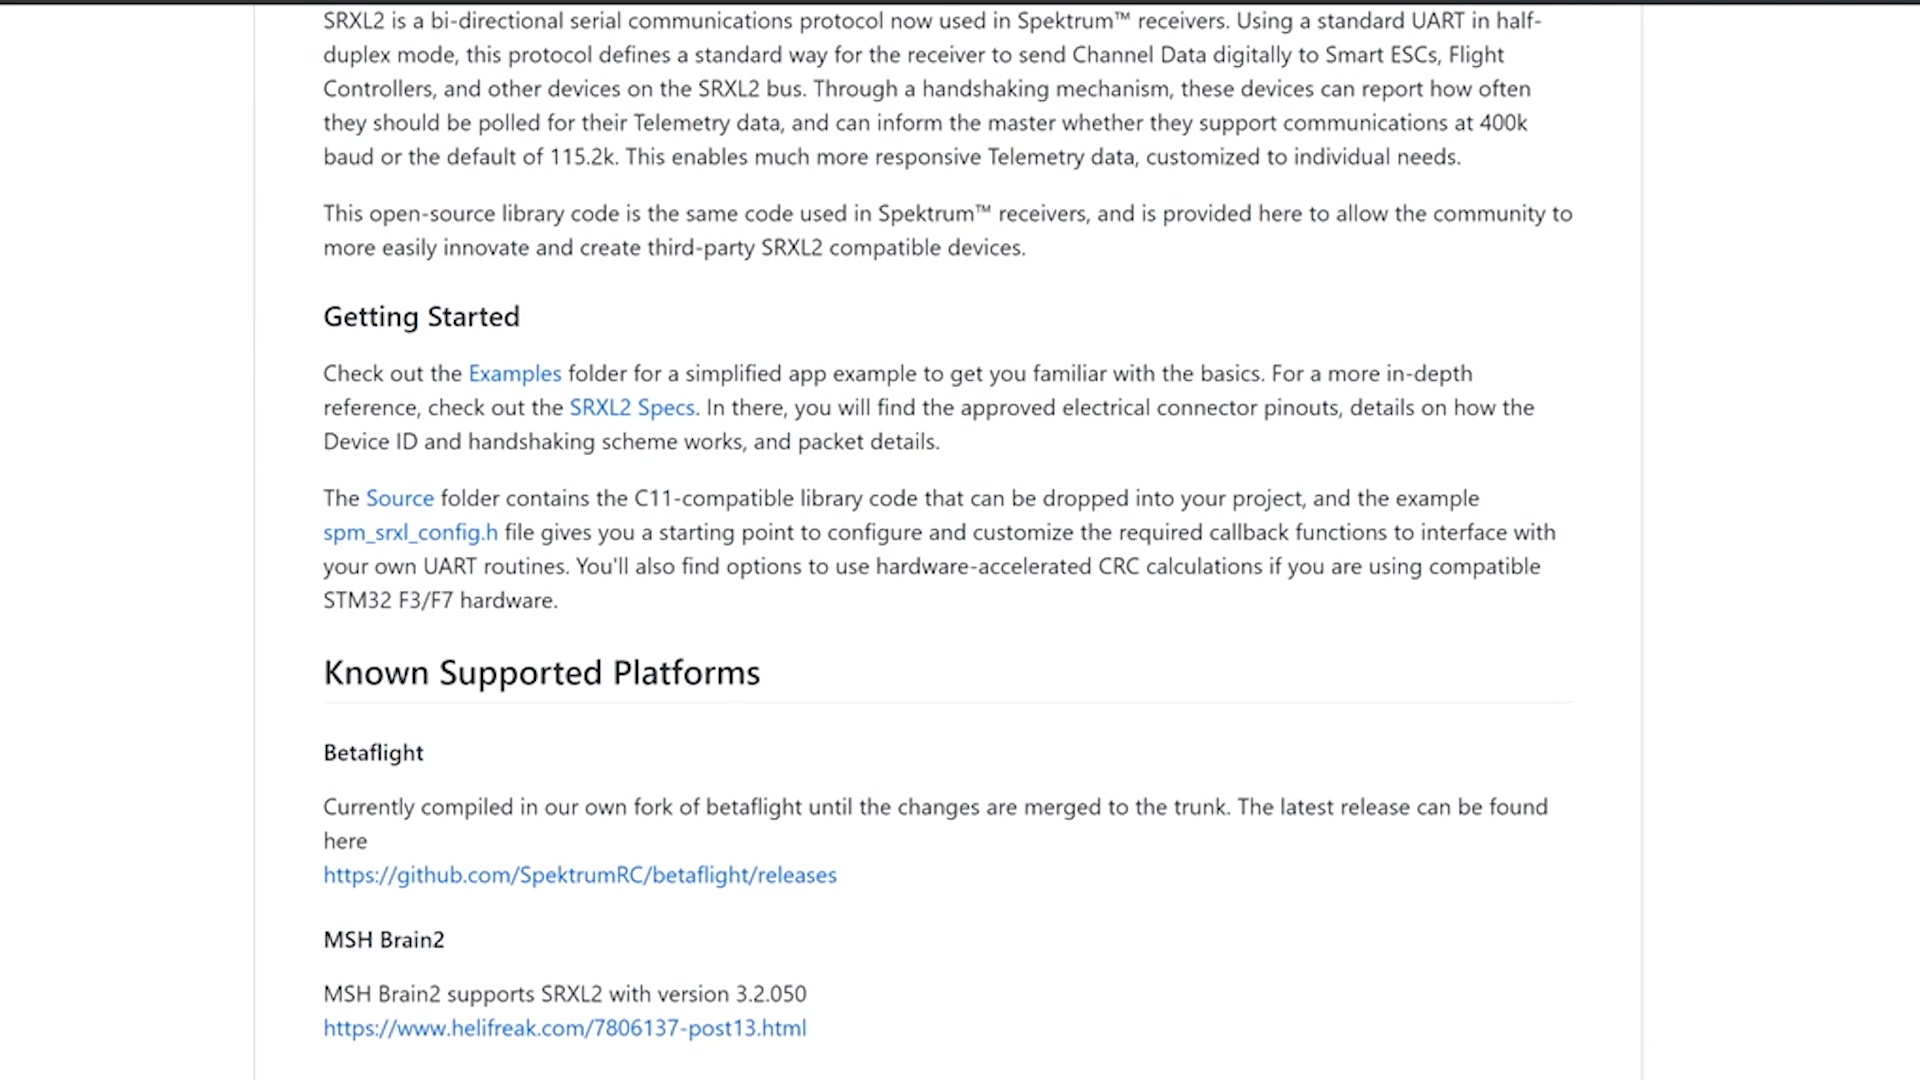 SRXL2 is a bi-directional serial communications protocol now used in Spektrum™ receivers. Using a standard UART in half-
duplex mode, this protocol defines a standard way for the receiver to send Channel Data digitally to Smart ESCs, Flight
Controllers, and other devices on the SRXL2 bus. Through a handshaking mechanism, these devices can report how often
they should be polled for their Telemetry data, and can inform the master whether they support communications at 400k
baud or the default of 115.2k. This enables much more responsive Telemetry data, customized to individual needs.
This open-source library code is the same code used in Spektrum™ receivers, and is provided here to allow the community to
more easily innovate and create third-party SRXL2 compatible devices.
Getting Started
Check out the Examples folder for a simplified app example to get you familiar with the basics. For a more in-depth
reference, check out the SRXL2 Specs. In there, you will find the approved electrical connector pinouts, details on how the
Device ID and handshaking scheme works, and packet details.
The Source folder contains the C11-compatible library code that can be dropped into your project, and the example
spm_srxl_config.h file gives you a starting point to configure and customize the required callback functions to interface with
your own UART routines. You'll also find options to use hardware-accelerated CRC calculations if you are using compatible
STM32 F3/F7 hardware.
Known Supported Platforms
Betaflight
Currently compiled in our own fork of betaflight until the changes are merged to the trunk. The latest release can be found
here
https://github.com/SpektrumRC/betaflight/releases
MSH Brain2
MSH Brain2 supports SRXL2 with version 3.2.050
https://www.helifreak.com/7806137-post13.html